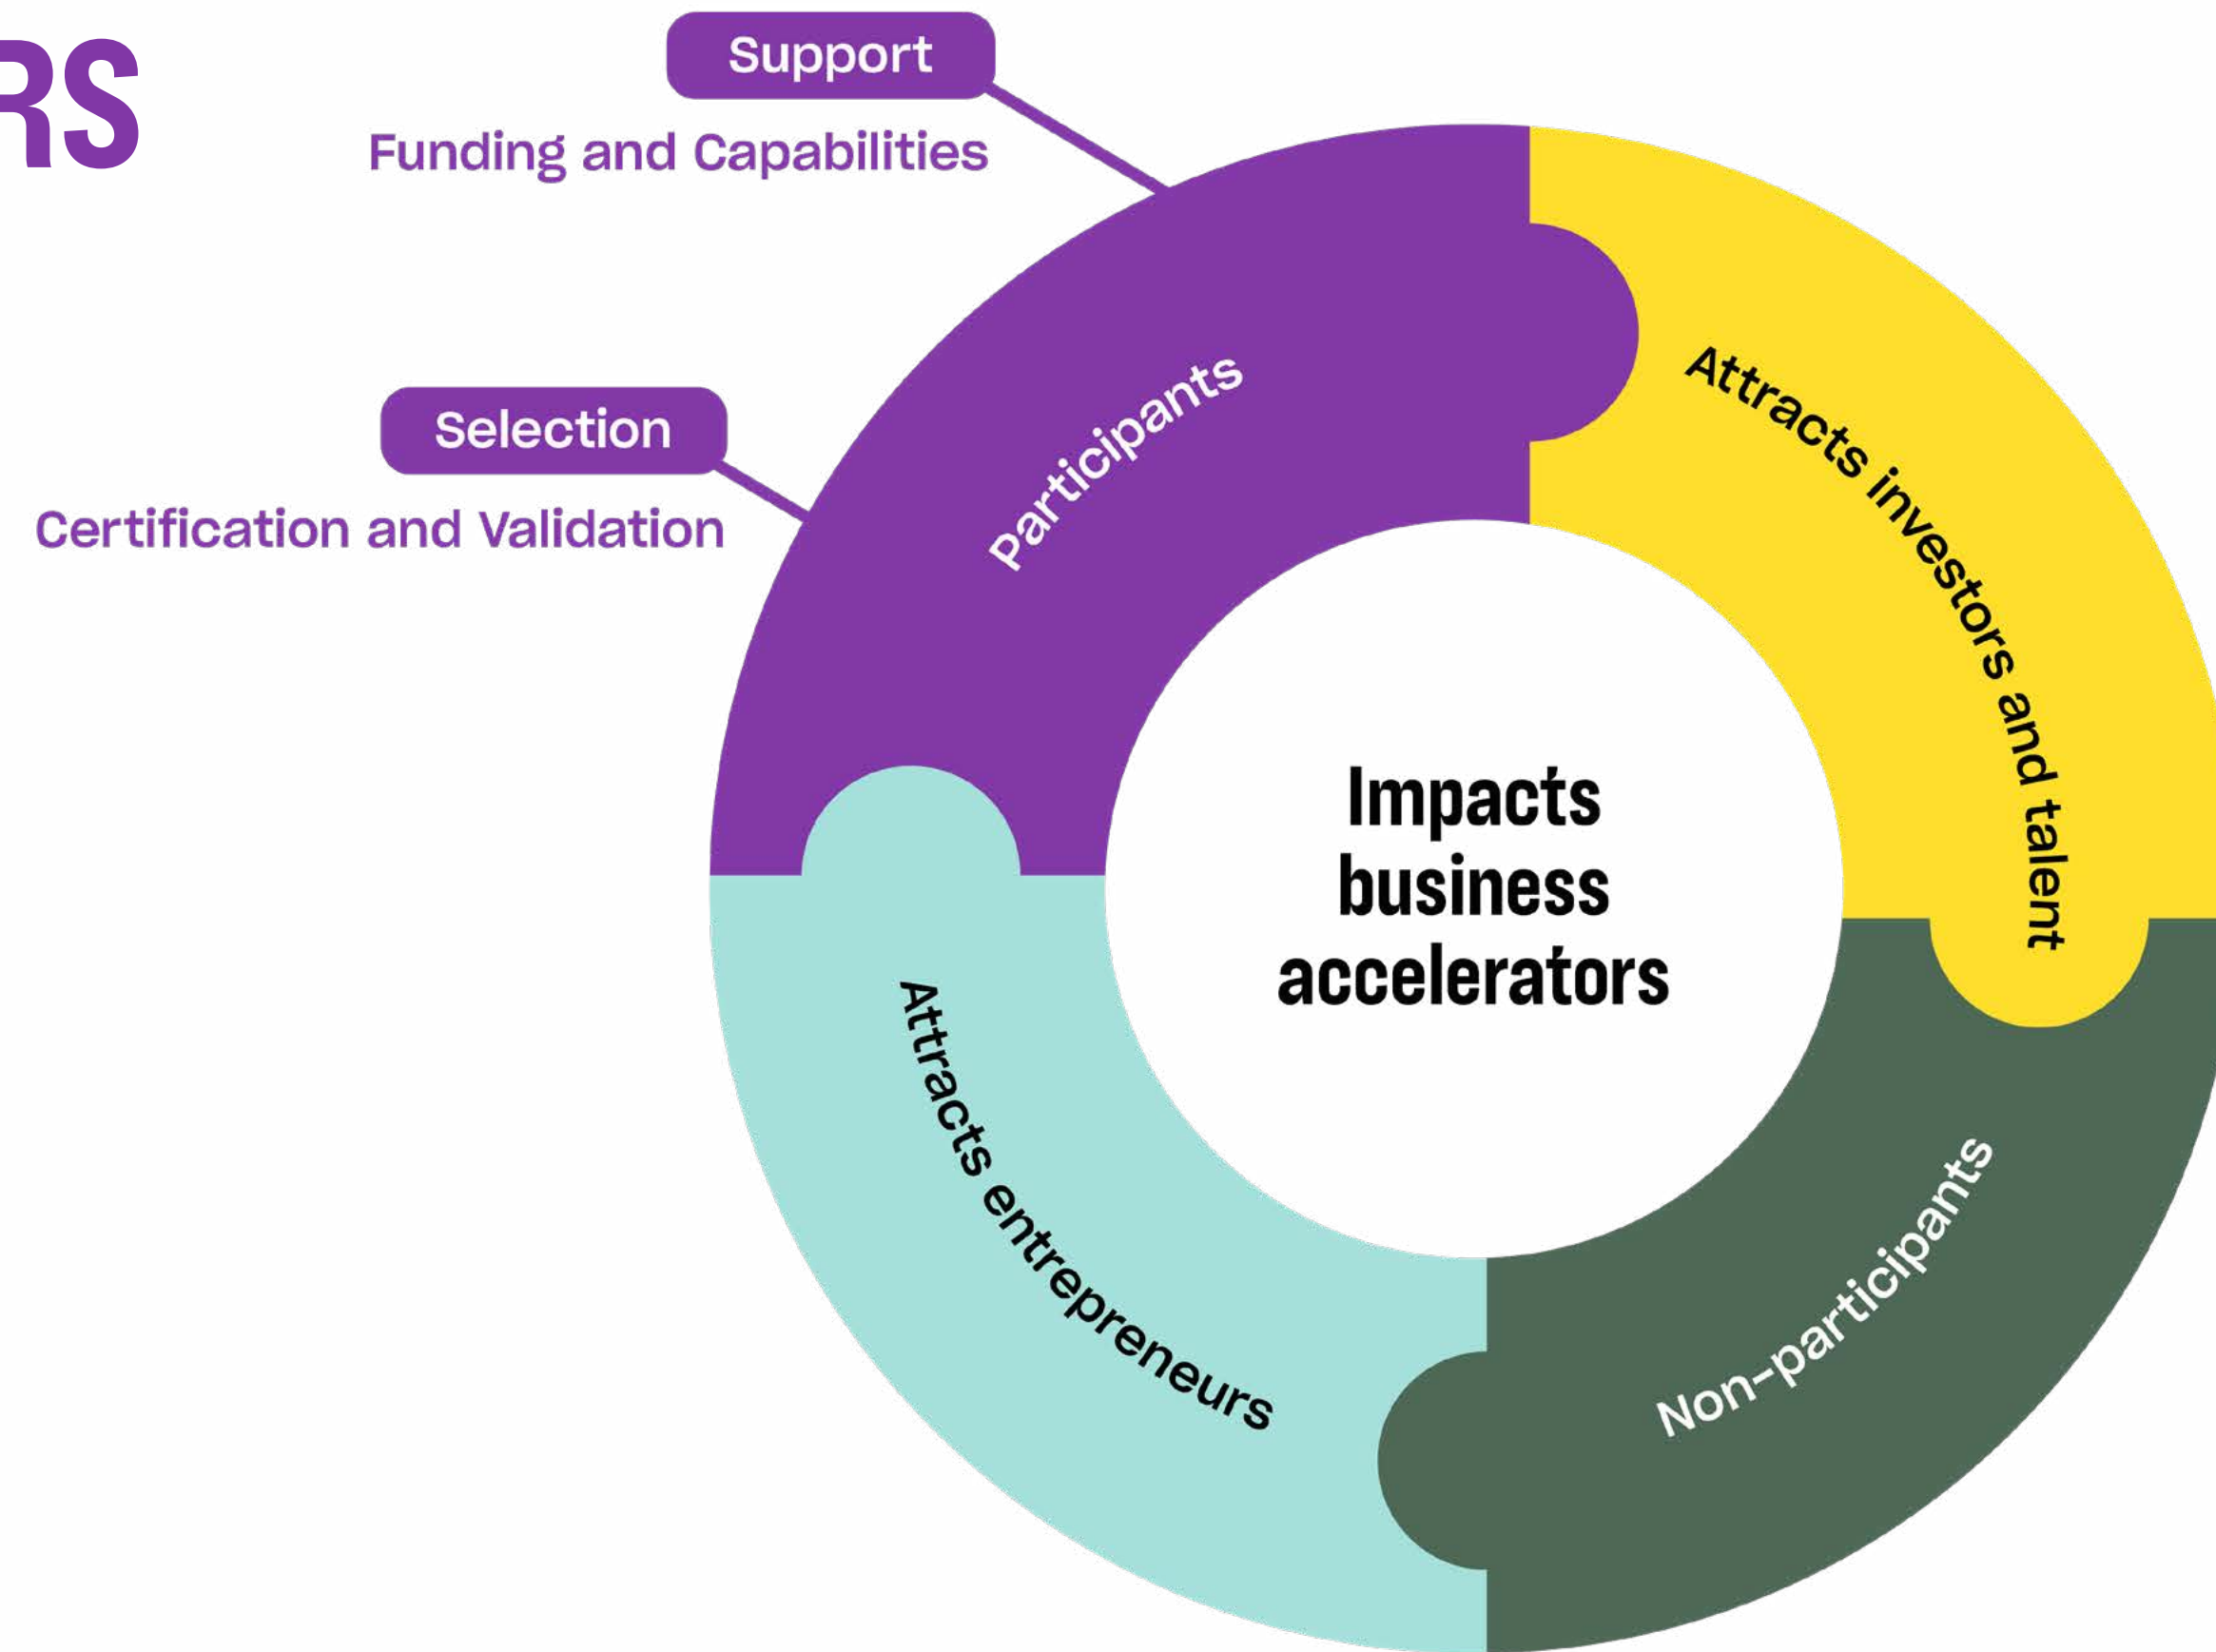 RS
Support
Funding and Capabilities
Selection
Certification and Validation
Participants
Attracts investors and talent
Impacts
business
accelerators
Attracts entrepreneurs
Non-participants